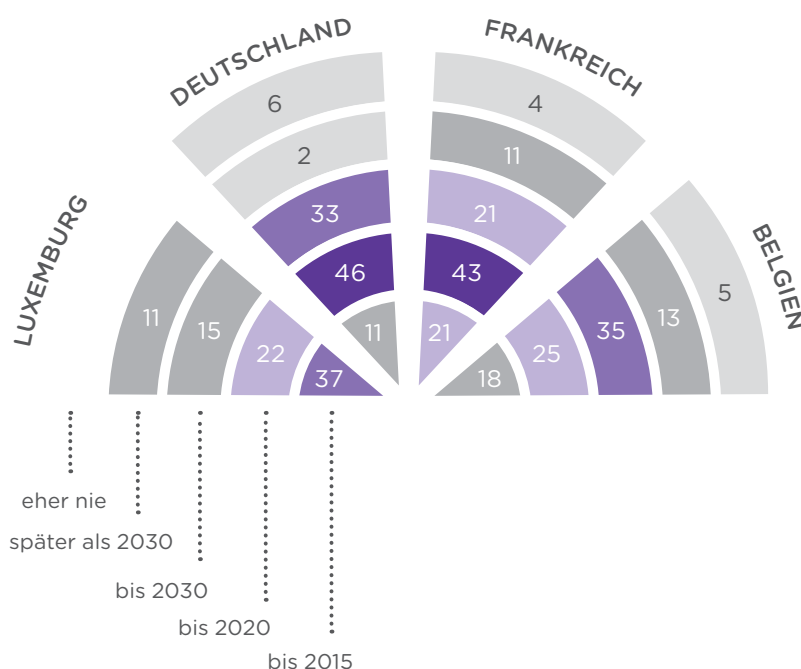 DEUTSCHLAND
FRANKREICH
LUXEMBURG
BELGIEN
6
2
33
46
11
4
11
21
43
21
11
15
22
37
18
25
35
13
5
eher nie
später als 2030
bis 2030
bis 2020
bis 2015